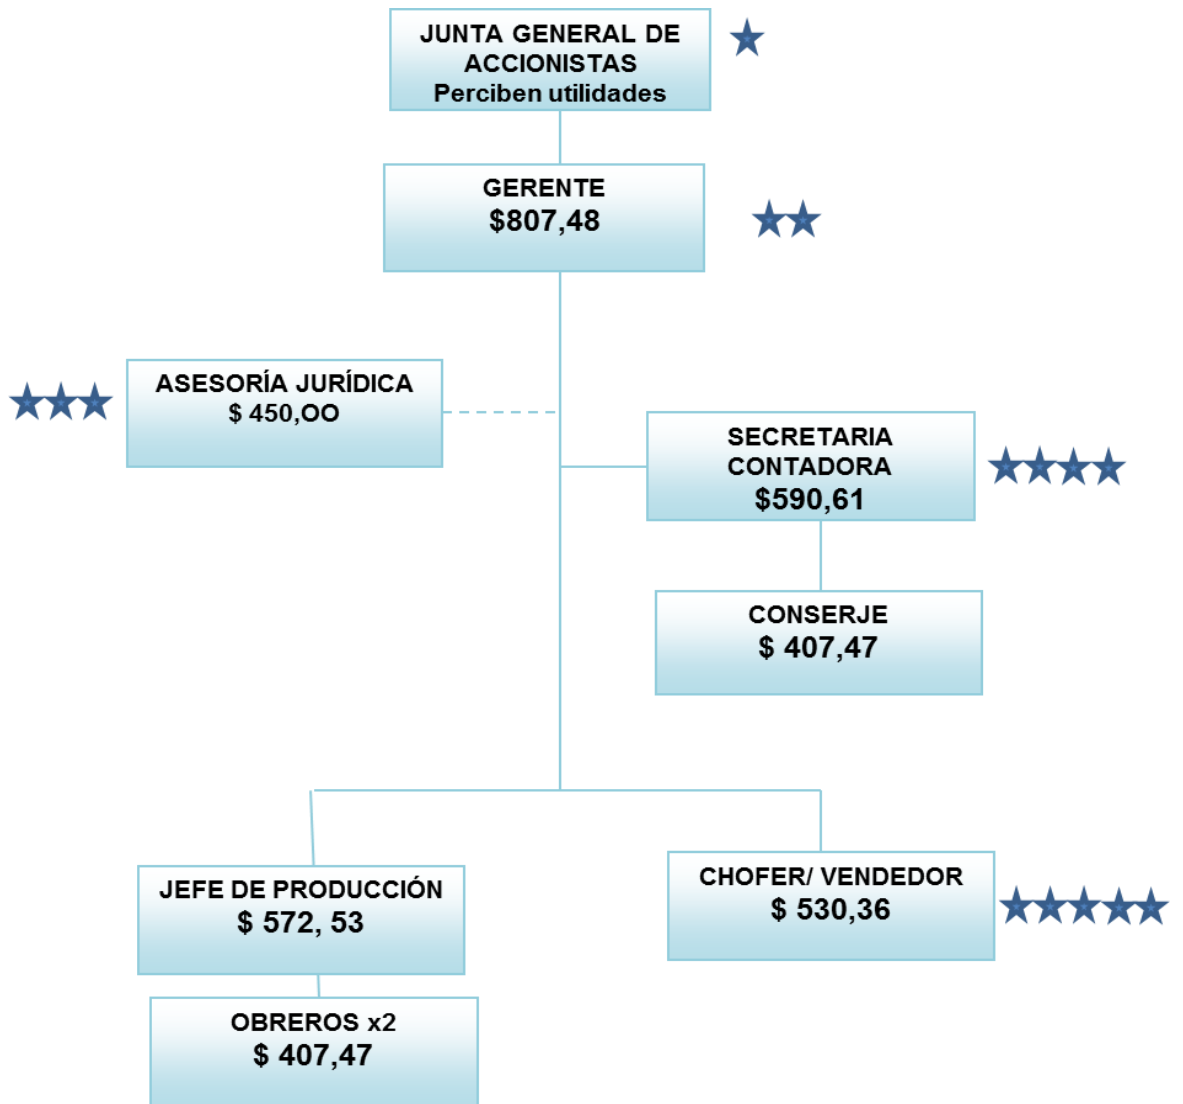 JUNTA GENERAL DE
ACCIONISTAS
Perciben utilidades
GERENTE
$807,48
ASESORÍA JURÍDICA
$ 450,OO
SECRETARIA
CONTADORA
$590,61
CONSERJE
$ 407,47
JEFE DE PRODUCCIÓN
$ 572, 53
CHOFER/ VENDEDOR
$ 530,36
OBREROS x2
$ 407,47